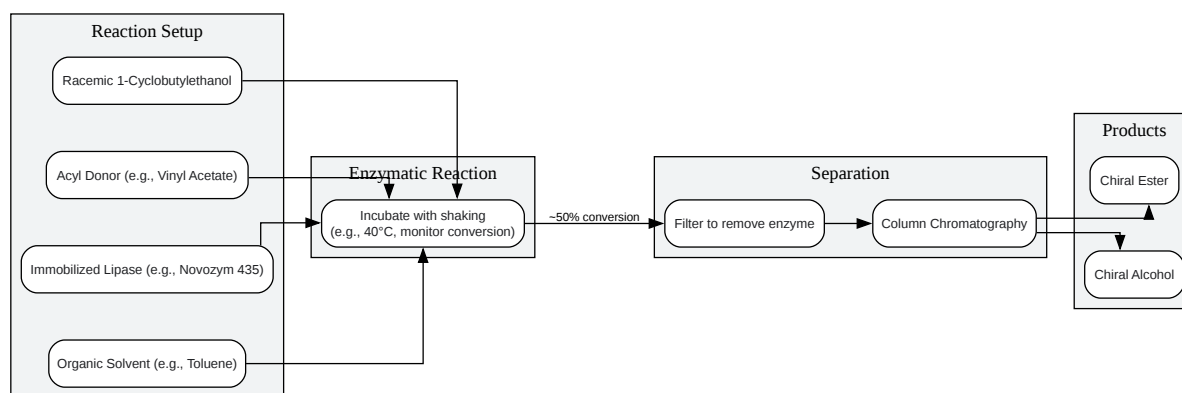 Reaction Setup
Racemic 1-Cyclobutylethanol
Acyl Donor (e.g., Vinyl Acetate)
Immobilized Lipase (e.g., Novozym 435)
Organic Solvent (e.g., Toluene)
Enzymatic Reaction
Incubate with shaking
(e.g., 40°C, monitor conversion)
~50% conversion
Separation
Filter to remove enzyme
Column Chromatography
Products
Chiral Ester
Chiral Alcohol